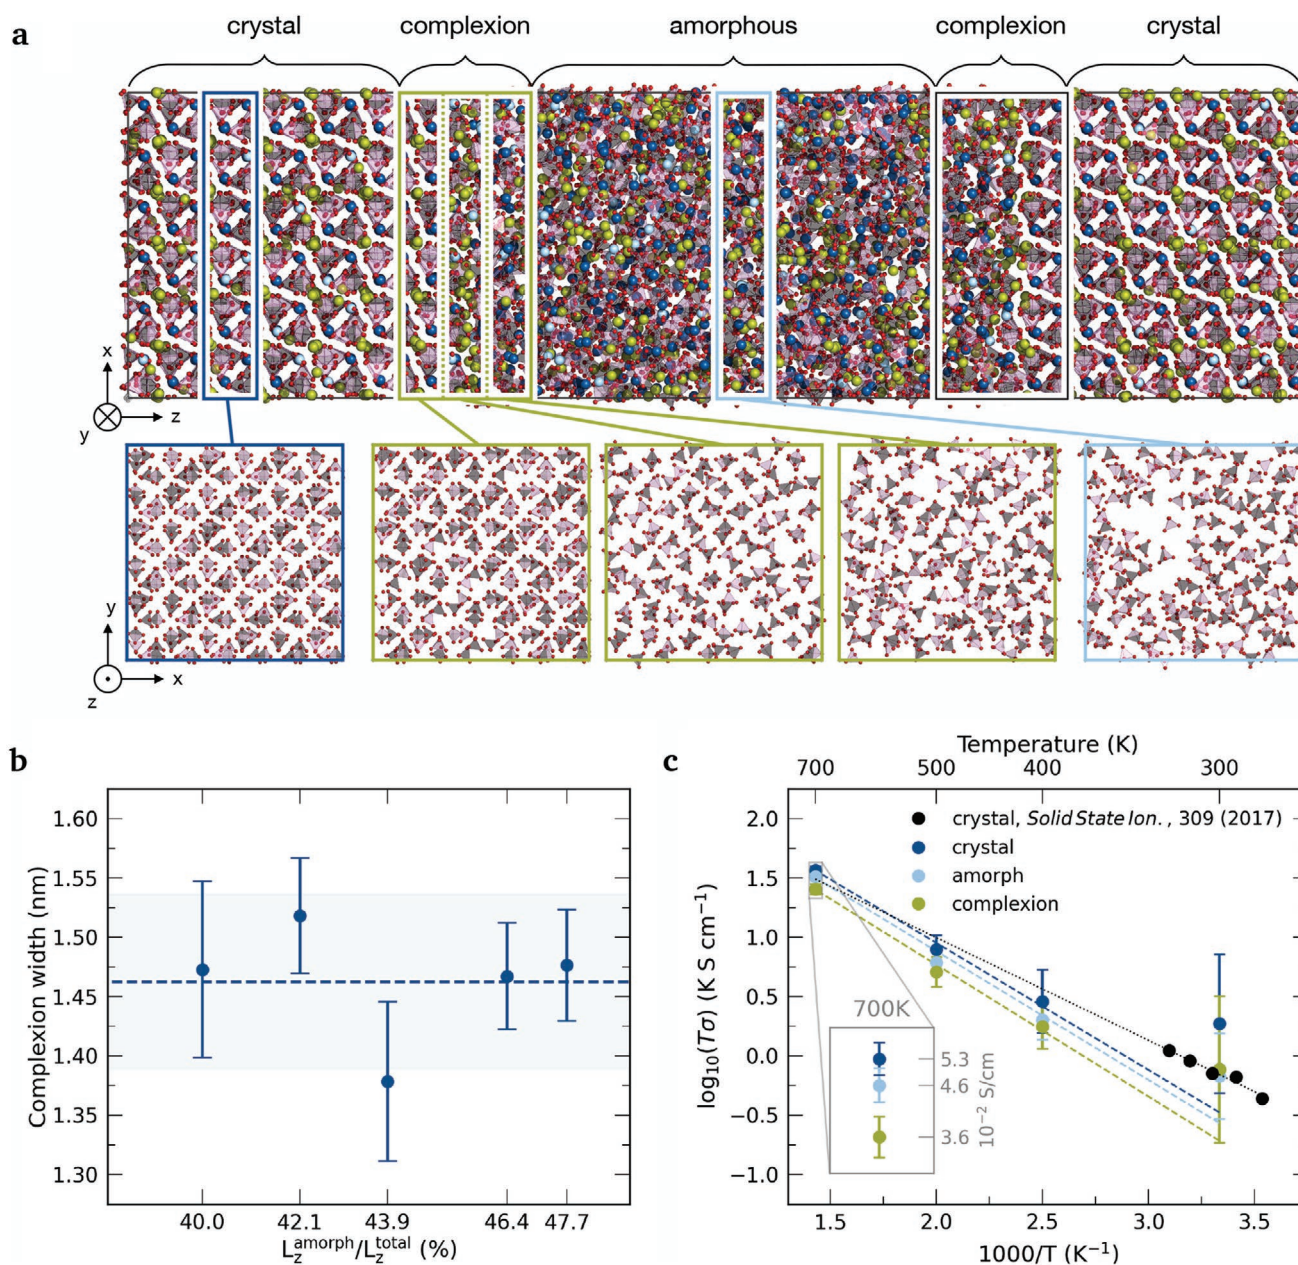 a
crystal complexion amorphous complexion crystal
x
y z
y
z x
b
Complexion width (nm)
1.60
1.55
1.50
1.45
1.40
1.35
1.30
40.0 42.1 43.9 46.4 47.7
L_z^amorph/L_z^total (%)
c
Temperature (K)
700 500 400 300
log₁₀(Tσ) (K S cm⁻¹)
2.0
1.5
1.0
0.5
0.0
−0.5
−1.0
crystal, Solid State Ion. , 309 (2017)
crystal
amorph
complexion
700K
5.3
4.6
3.6
10⁻² S/cm
1.5 2.0 2.5 3.0 3.5
1000/T (K⁻¹)